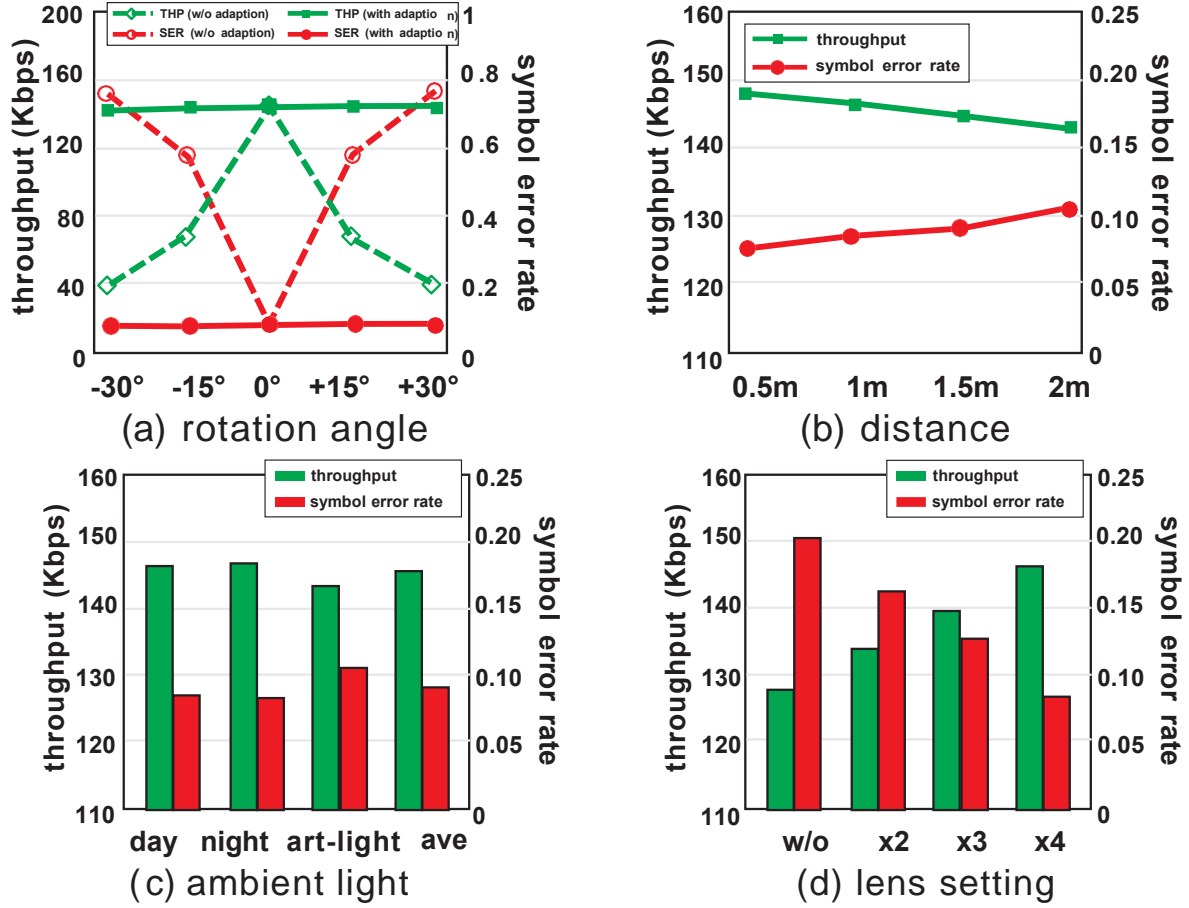 THP (w/o adaption) THP (with adaptio n)
SER (w/o adaption) SER (with adaptio n)
throughput (Kbps)
200
160
120
80
40
0
symbol error rate
1
0.8
0.6
0.4
0.2
0
-30° -15° 0° +15° +30°
(a) rotation angle
throughput
symbol error rate
throughput (Kbps)
160
150
140
130
120
110
symbol error rate
0.25
0.20
0.15
0.10
0.05
0
0.5m 1m 1.5m 2m
(b) distance
throughput
symbol error rate
throughput (Kbps)
160
150
140
130
120
110
symbol error rate
0.25
0.20
0.15
0.10
0.05
0
day night art-light ave
(c) ambient light
throughput
symbol error rate
throughput (Kbps)
160
150
140
130
120
110
symbol error rate
0.25
0.20
0.15
0.10
0.05
0
w/o x2 x3 x4
(d) lens setting